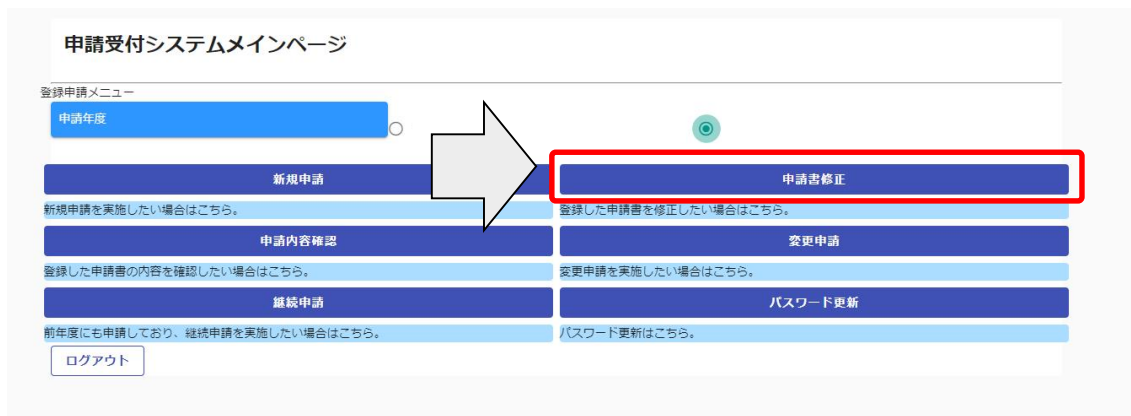 申請受付システムメインページ
登録申請メニュー
申請年度
新規申請
申請書修正
新規申請を実施したい場合はこちら。
登録した申請書を修正したい場合はこちら。
申請内容確認
変更申請
登録した申請書の内容を確認したい場合はこちら。
変更申請を実施したい場合はこちら。
継続申請
パスワード更新
前年度にも申請しており、継続申請を実施したい場合はこちら。
パスワード更新はこちら。
ログアウト